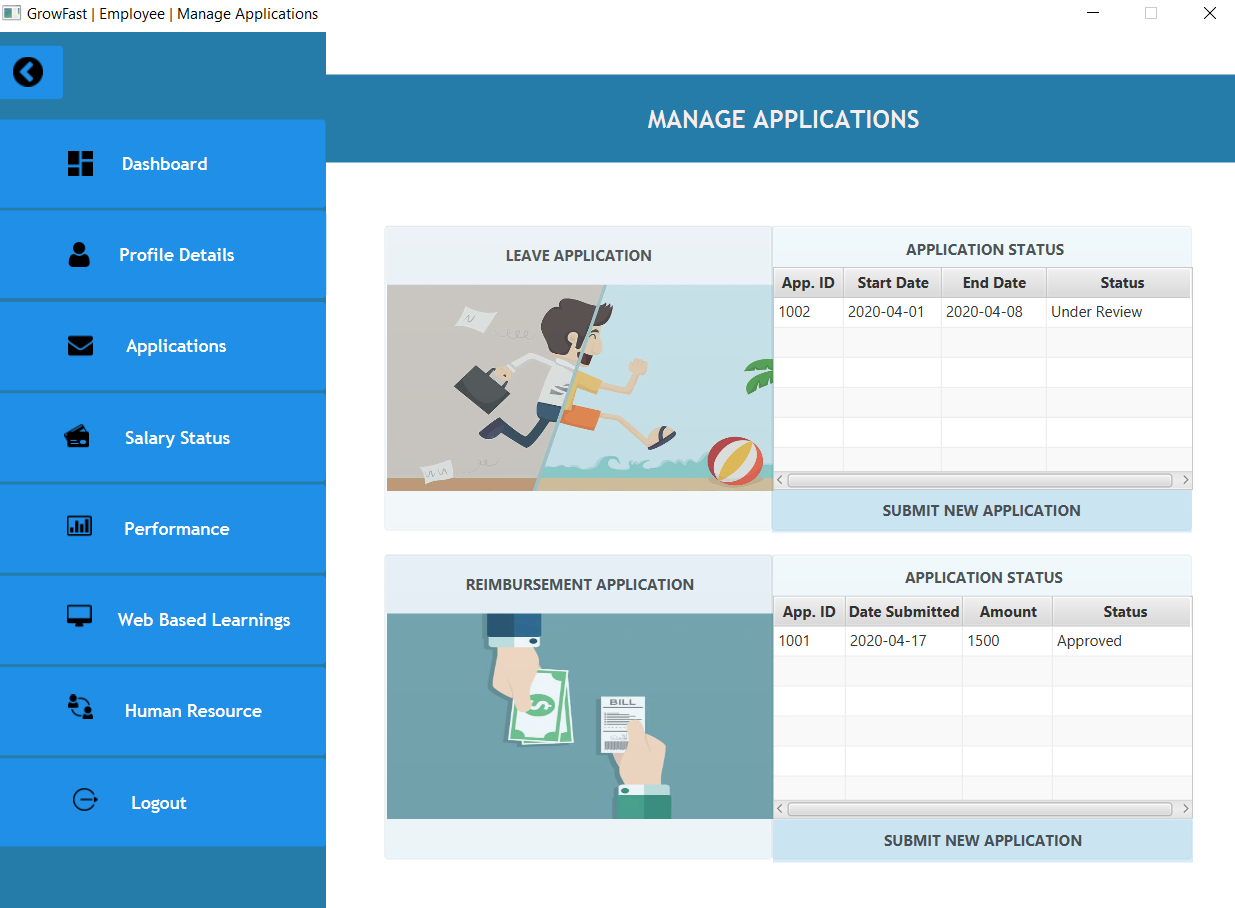 GrowFast | Employee | Manage Applications
MANAGE APPLICATIONS
Dashboard
Profile Details
Applications
Salary Status
Performance
Web Based Learnings
Human Resource
Logout
LEAVE APPLICATION
APPLICATION STATUS
App. ID Start Date End Date Status
1002 2020-04-01 2020-04-08 Under Review
SUBMIT NEW APPLICATION
REIMBURSEMENT APPLICATION
BILL
APPLICATION STATUS
App. ID Date Submitted Amount Status
1001 2020-04-17 1500 Approved
SUBMIT NEW APPLICATION